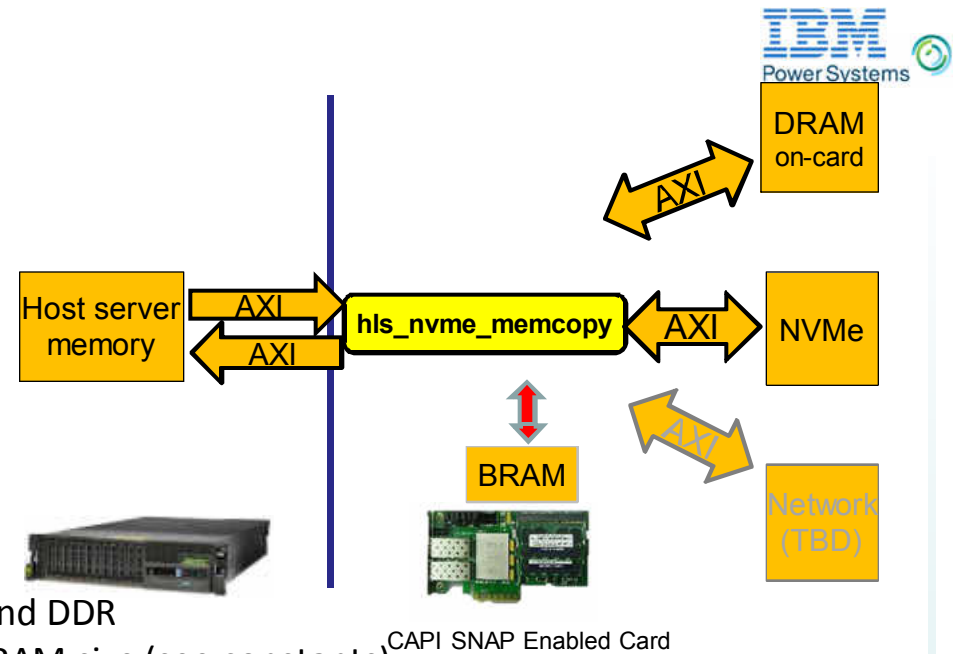 IBM
Power Systems
DRAM
on-card
AXI
Host server
memory
AXI
AXI
hls_nvme_memcopy
AXI
NVMe
AXI
BRAM
Network
(TBD)
nd DDR
CAPI SNAP Enabled Card